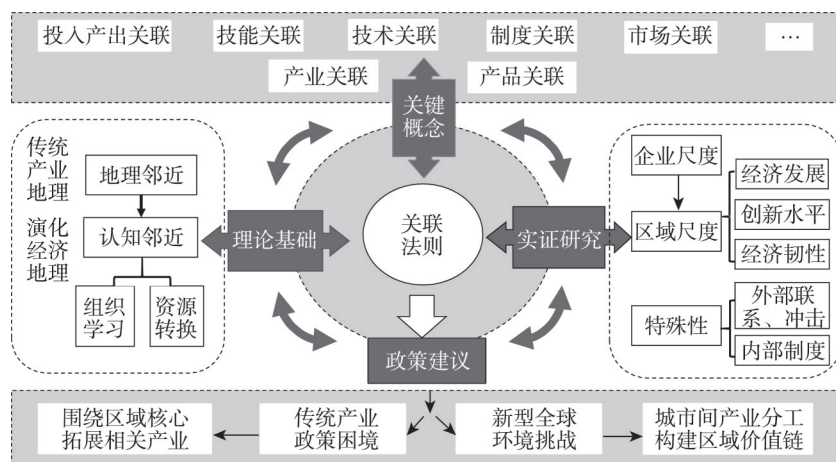 投入产出关联
技能关联
技术关联
制度关联
市场关联
…
产业关联
产品关联
关键
概念
传统
产业
地理
演化
经济
地理
地理邻近
认知邻近
组织
学习
资源
转换
理论基础
关联
法则
实证研究
企业尺度
区域尺度
经济发展
创新水平
经济韧性
特殊性
外部联
系、冲击
内部制度
政策建议
围绕区域核心
拓展相关产业
传统产业
政策困境
新型全球
环境挑战
城市间产业分工
构建区域价值链